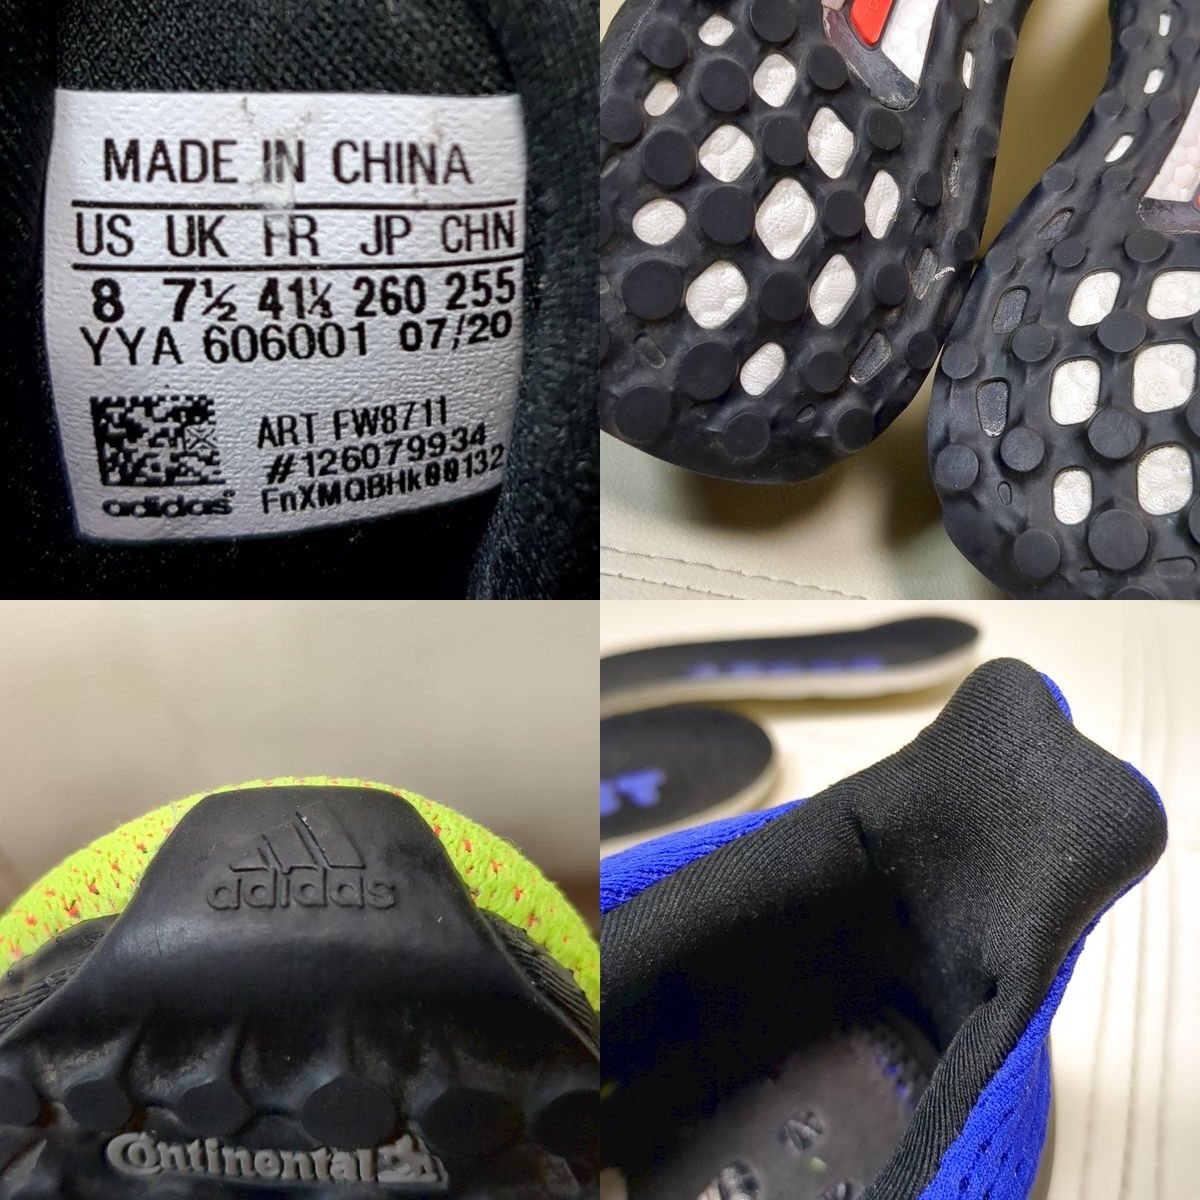 MADE IN CHINA
US UK FR JP CHN
8 7½ 41⅓ 260 255
YYA 606001 07/20
ART FW8711
#126079934
FnXMQBHk00132
adidas
adidas
Continental